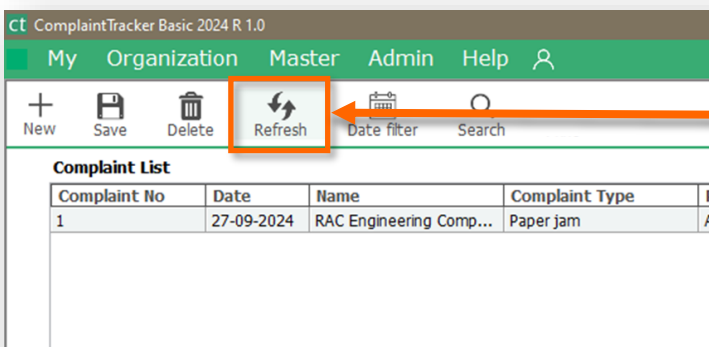 ct ComplaintTracker Basic 2024 R 1.0
My Organization Master Admin Help
New Save Delete Refresh Date filter Search
Complaint List
Complaint No Date Name Complaint Type
1 27-09-2024 RAC Engineering Comp... Paper jam